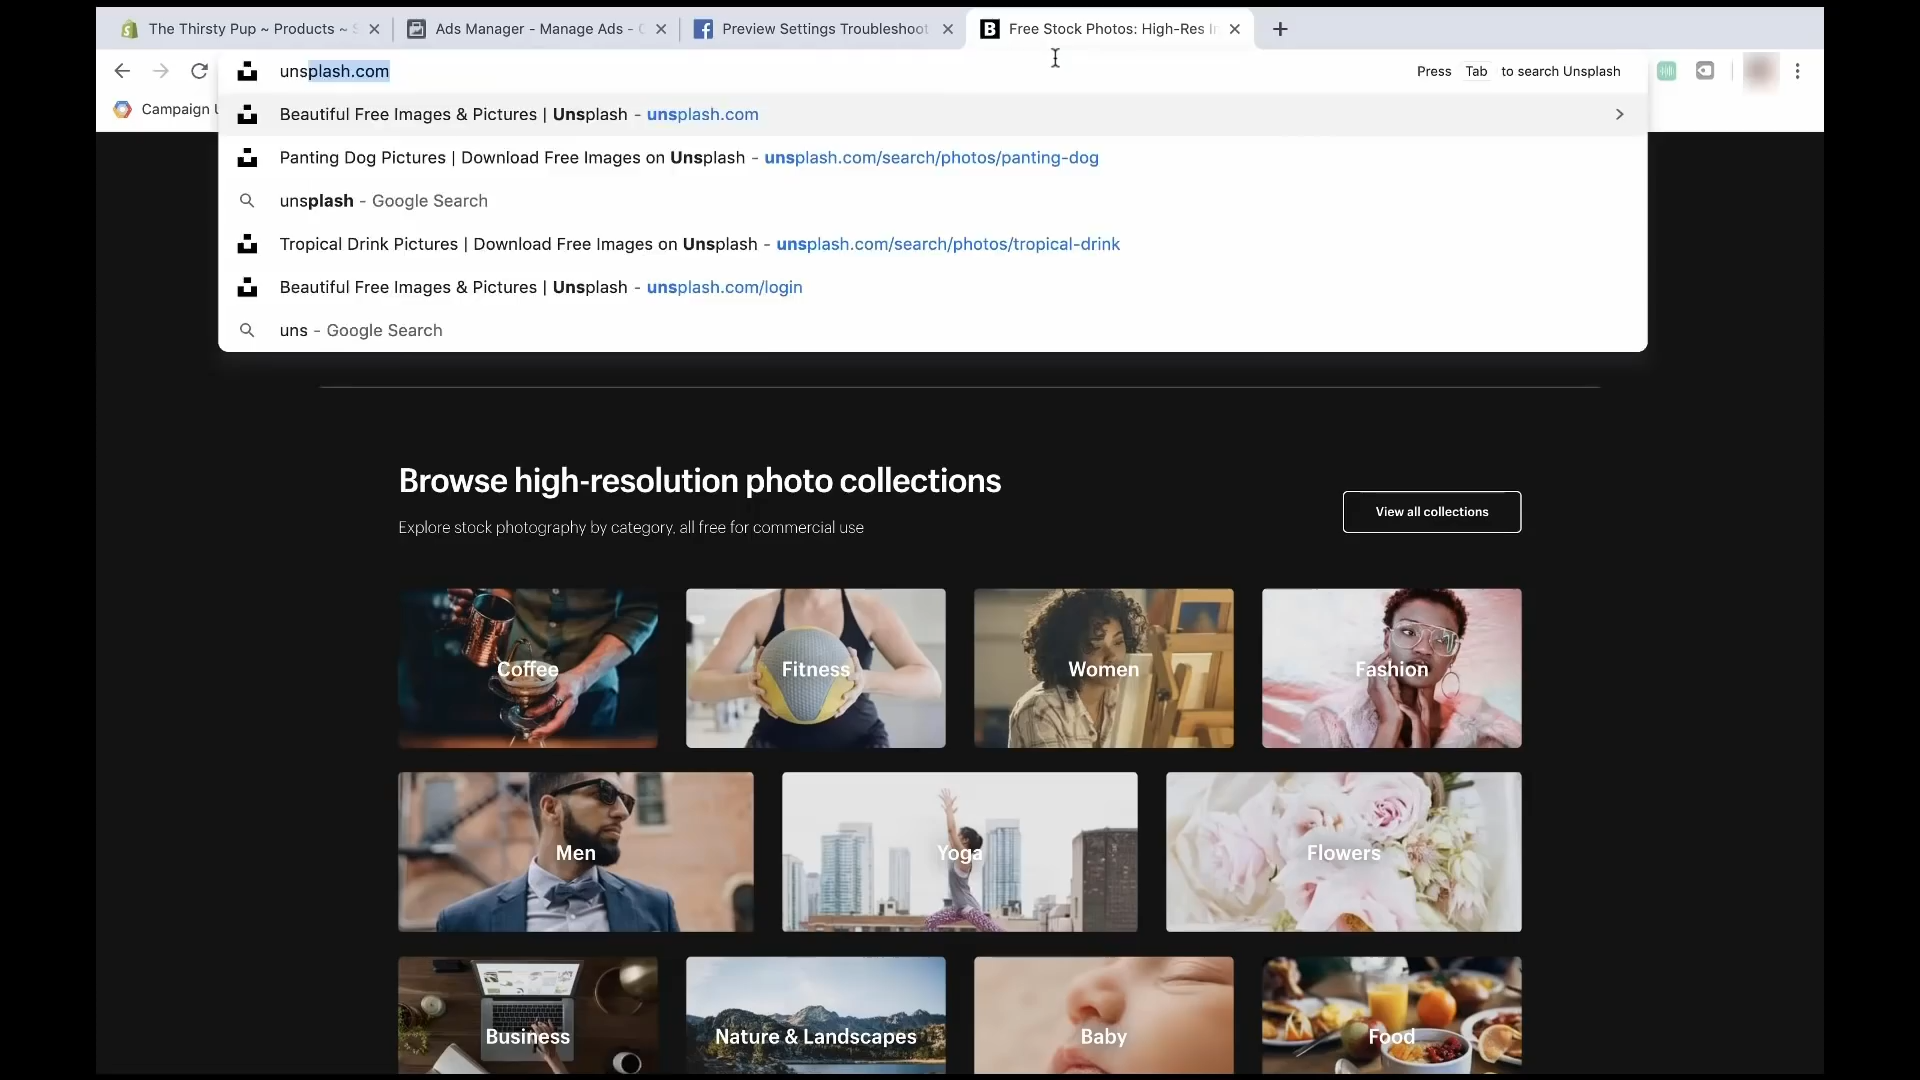 The Thirsty Pup ~ Products ~
Ads Manager - Manage Ads -
Preview Settings Troubleshoot
Free Stock Photos: High-Res
unsplash.com
Press Tab to search Unsplash
Campaign
Beautiful Free Images & Pictures | Unsplash - unsplash.com
Panting Dog Pictures | Download Free Images on Unsplash - unsplash.com/search/photos/panting-dog
unsplash - Google Search
Tropical Drink Pictures | Download Free Images on Unsplash - unsplash.com/search/photos/tropical-drink
Beautiful Free Images & Pictures | Unsplash - unsplash.com/login
uns - Google Search
Browse high-resolution photo collections
Explore stock photography by category, all free for commercial use
View all collections
Coffee
Fitness
Women
Fashion
Men
Yoga
Flowers
Business
Nature & Landscapes
Baby
Food